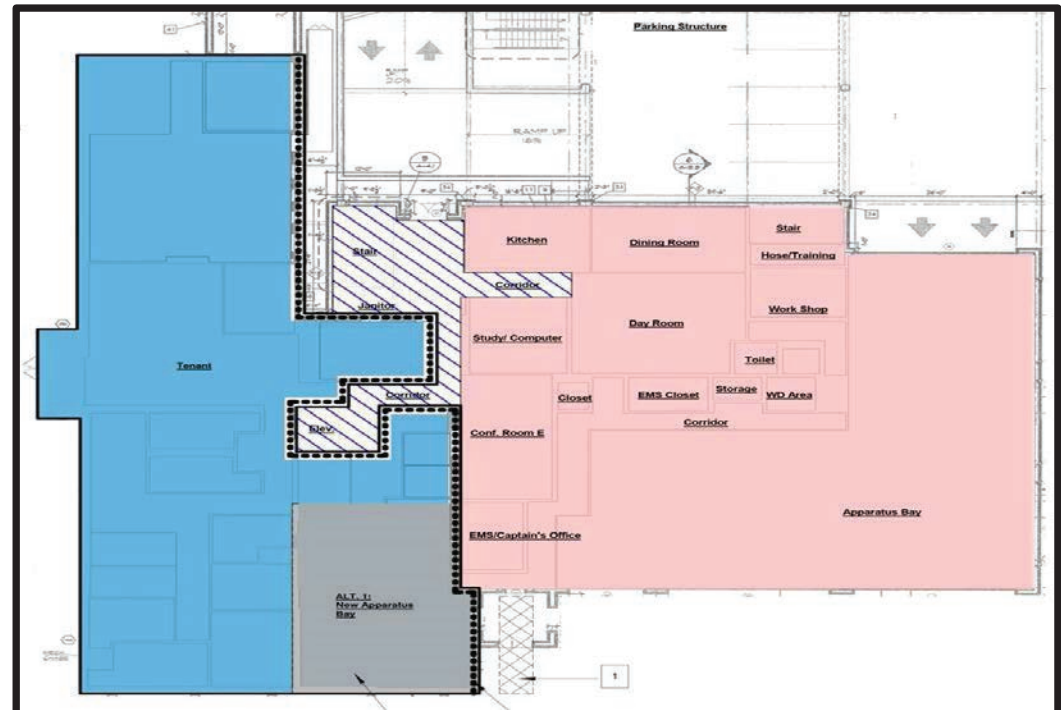 Parking Structure
RAMP UP
Kitchen
Dining Room
Stair
Hose/Training
Stair
Corridor
Janitor
Work Shop
Day Room
Study/ Computer
Toilet
Tenant
Corridor
Closet
EMS Closet
Storage
WD Area
Elev.
Corridor
Conf. Room E
Apparatus Bay
EMS/Captain's Office
ALT. 1:
New Apparatus
Bay
1